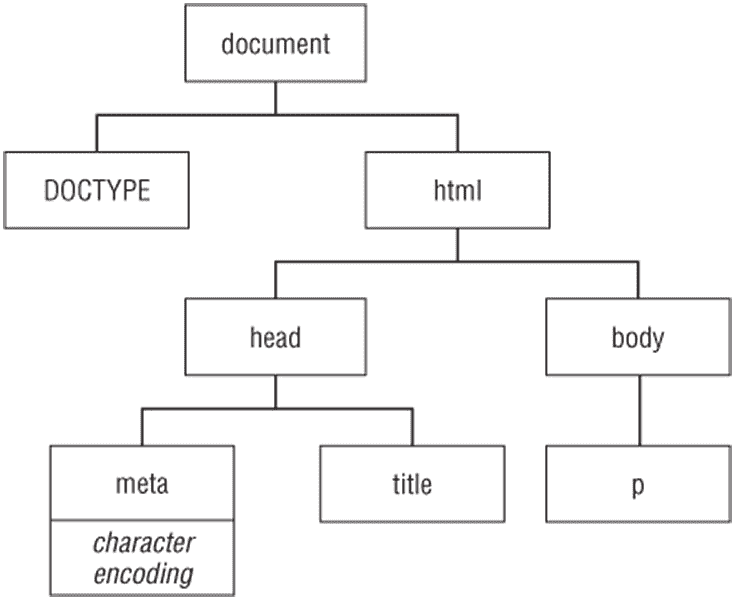 document
DOCTYPE
html
head
body
meta
title
p
character
encoding